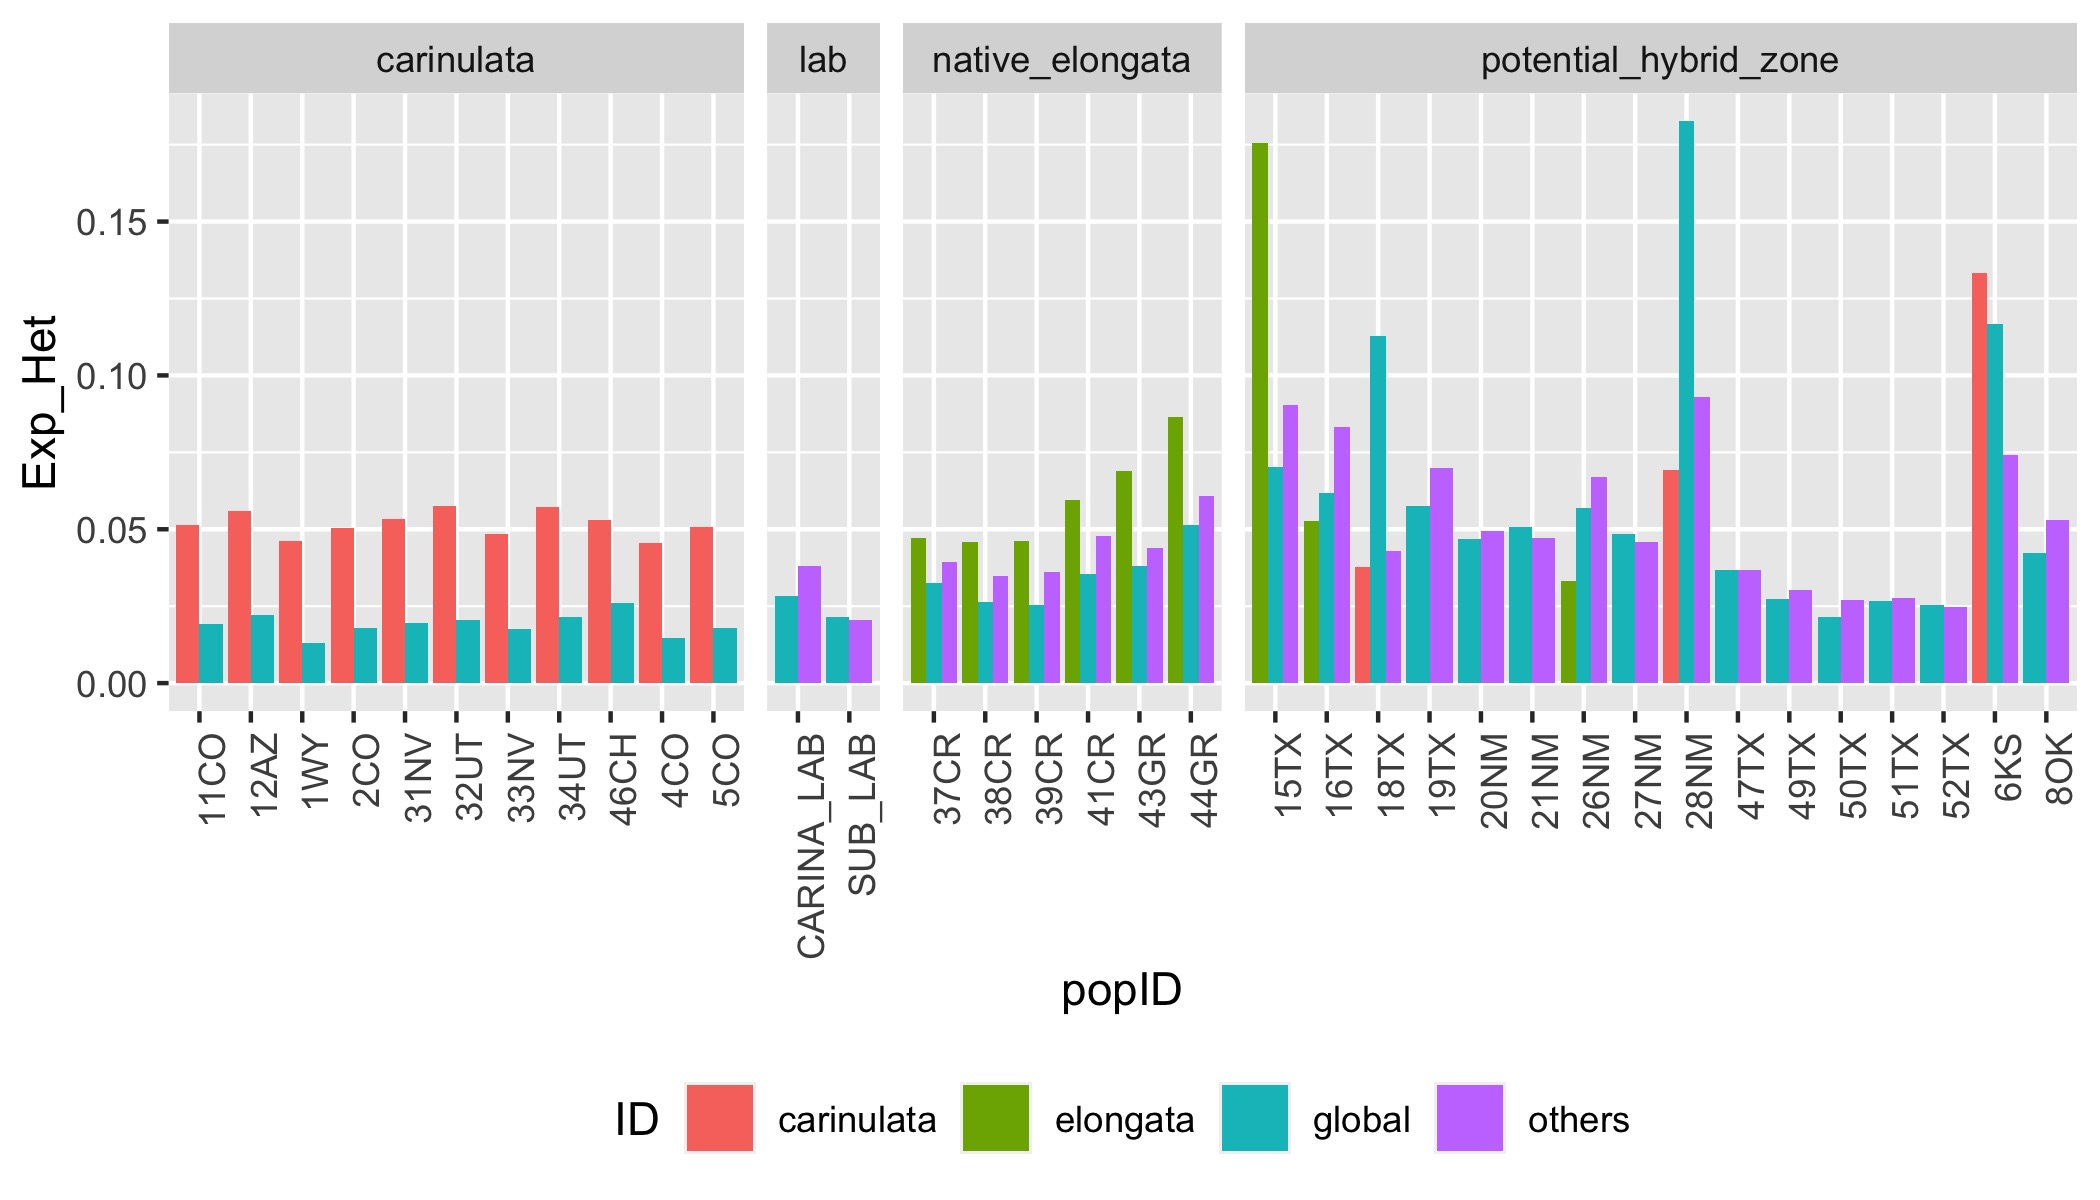 carinulata lab native_elongata potential_hybrid_zone
Exp_Het
0.15
0.10
0.05
0.00
11CO 12AZ 1WY 2CO 31NV 32UT 33NV 34UT 46CH 4CO 5CO CARINA_LAB SUB_LAB 37CR 38CR 39CR 41CR 43GR 44GR 15TX 16TX 18TX 19TX 20NM 21NM 26NM 27NM 28NM 47TX 49TX 50TX 51TX 52TX 6KS 8OK
popID
ID carinulata elongata global others